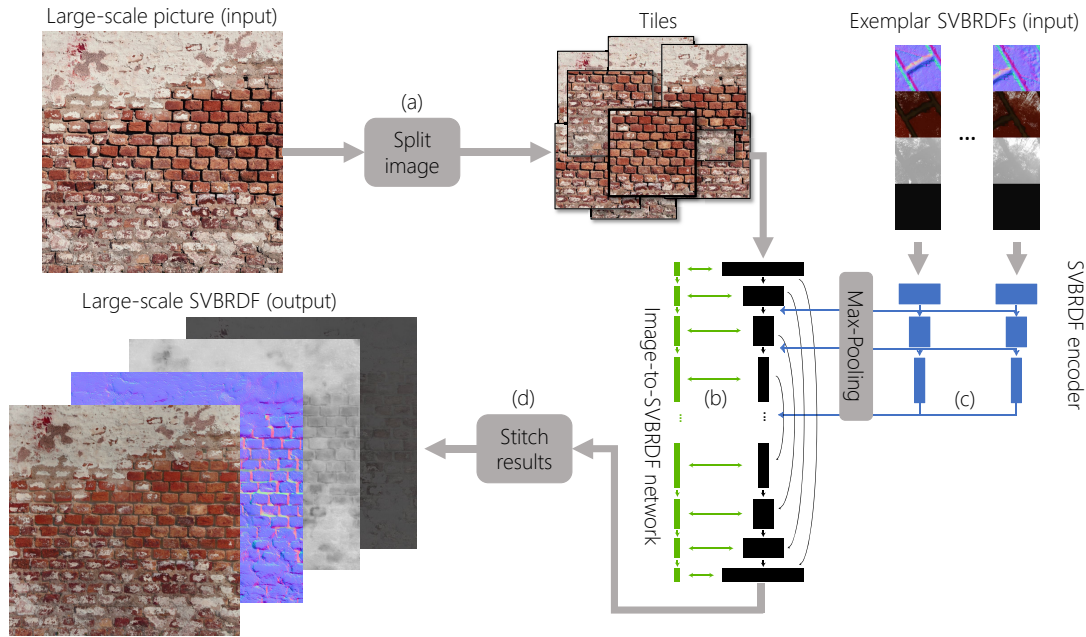 Large-scale picture (input)
Tiles
Exemplar SVBRDFs (input)
(a)
Split
image
...
SVBRDF encoder
Large-scale SVBRDF (output)
Max-Pooling
Image-to-SVBRDF network
(b)
...
...
(c)
(d)
Stitch
results